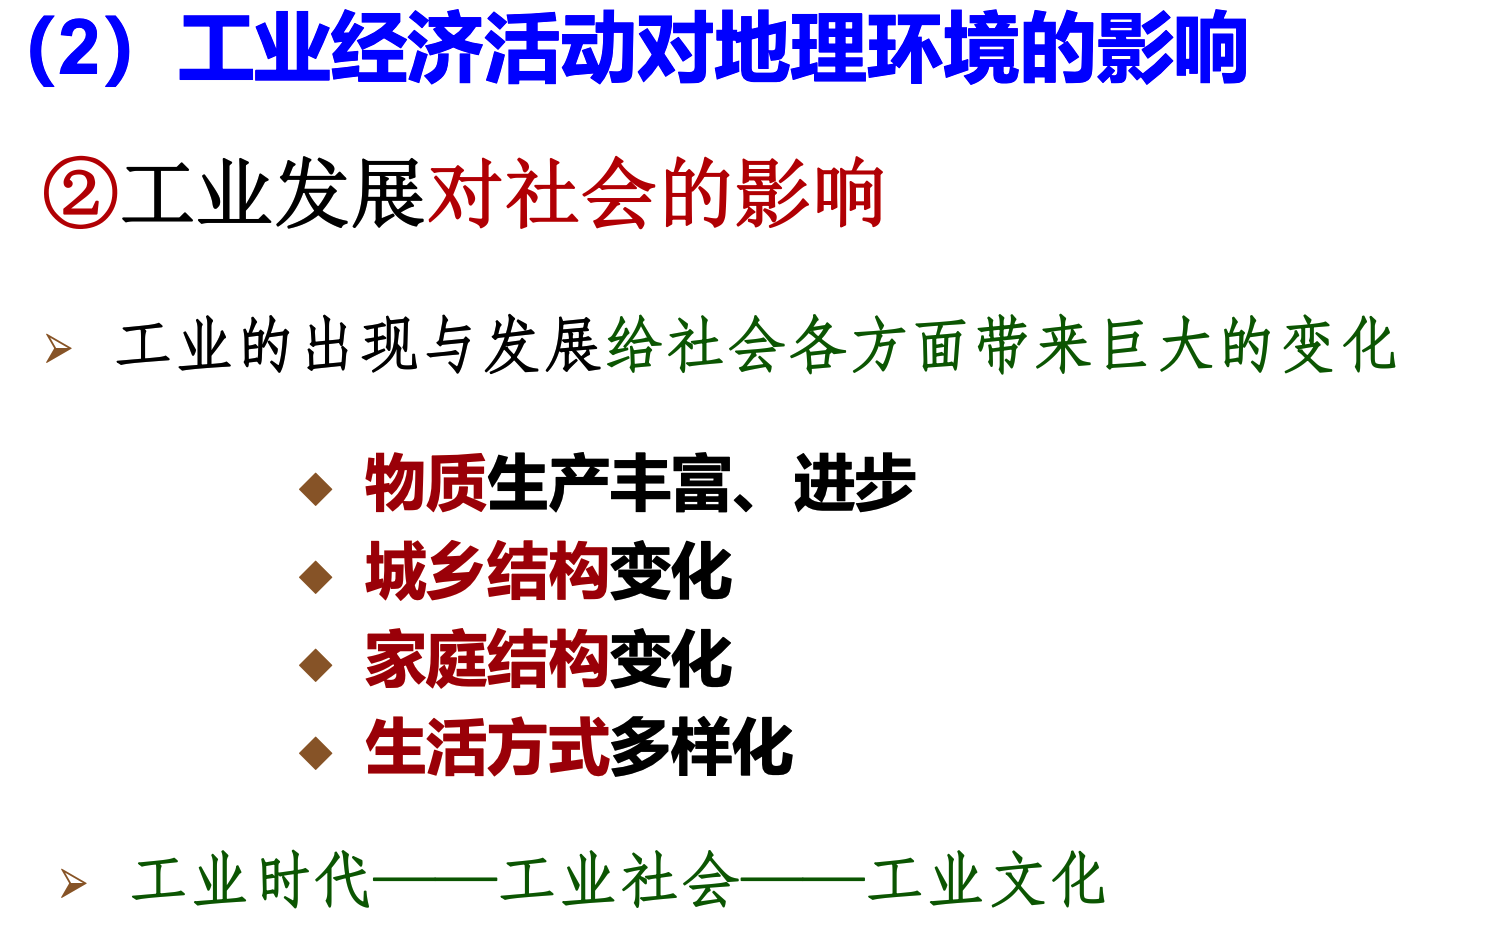 （2）工业经济活动对地理环境的影响
②工业发展对社会的影响
工业的出现与发展给社会各方面带来巨大的变化
物质生产丰富、进步
城乡结构变化
家庭结构变化
生活方式多样化
工业时代——工业社会——工业文化